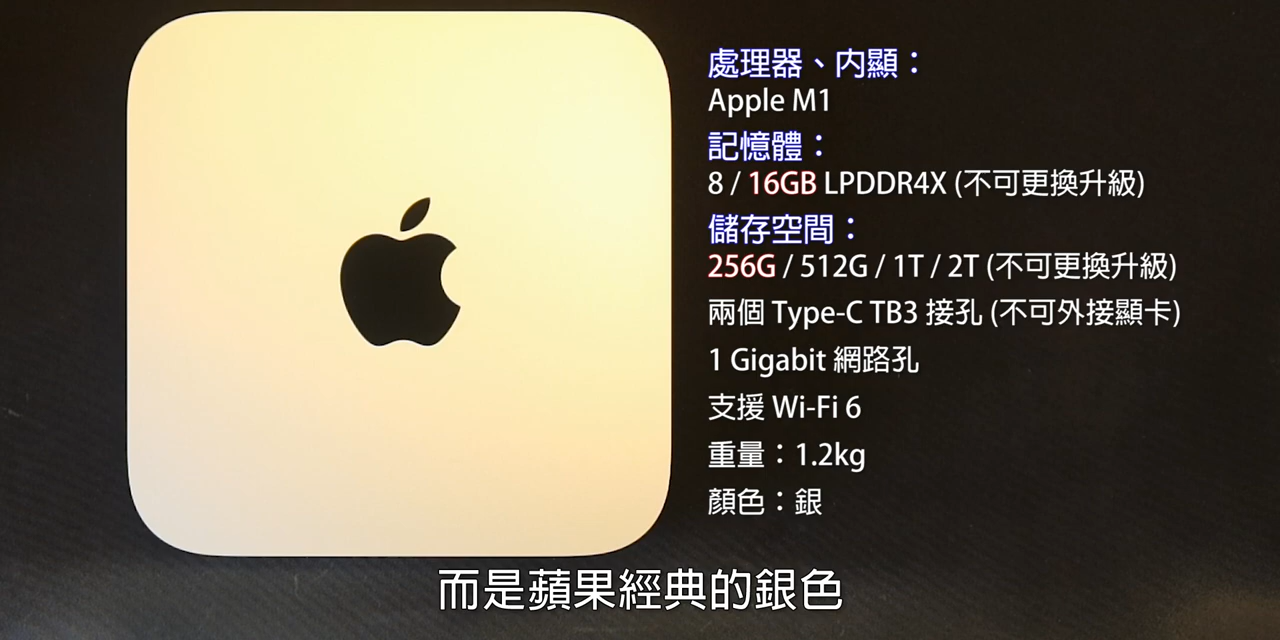 處理器、內顯：
Apple M1
記憶體：
8 / 16GB LPDDR4X (不可更換升級)
儲存空間：
256G / 512G / 1T / 2T (不可更換升級)
兩個 Type-C TB3 接孔 (不可外接顯卡)
1 Gigabit 網路孔
支援 Wi-Fi 6
重量：1.2kg
顏色：銀
而是蘋果經典的銀色